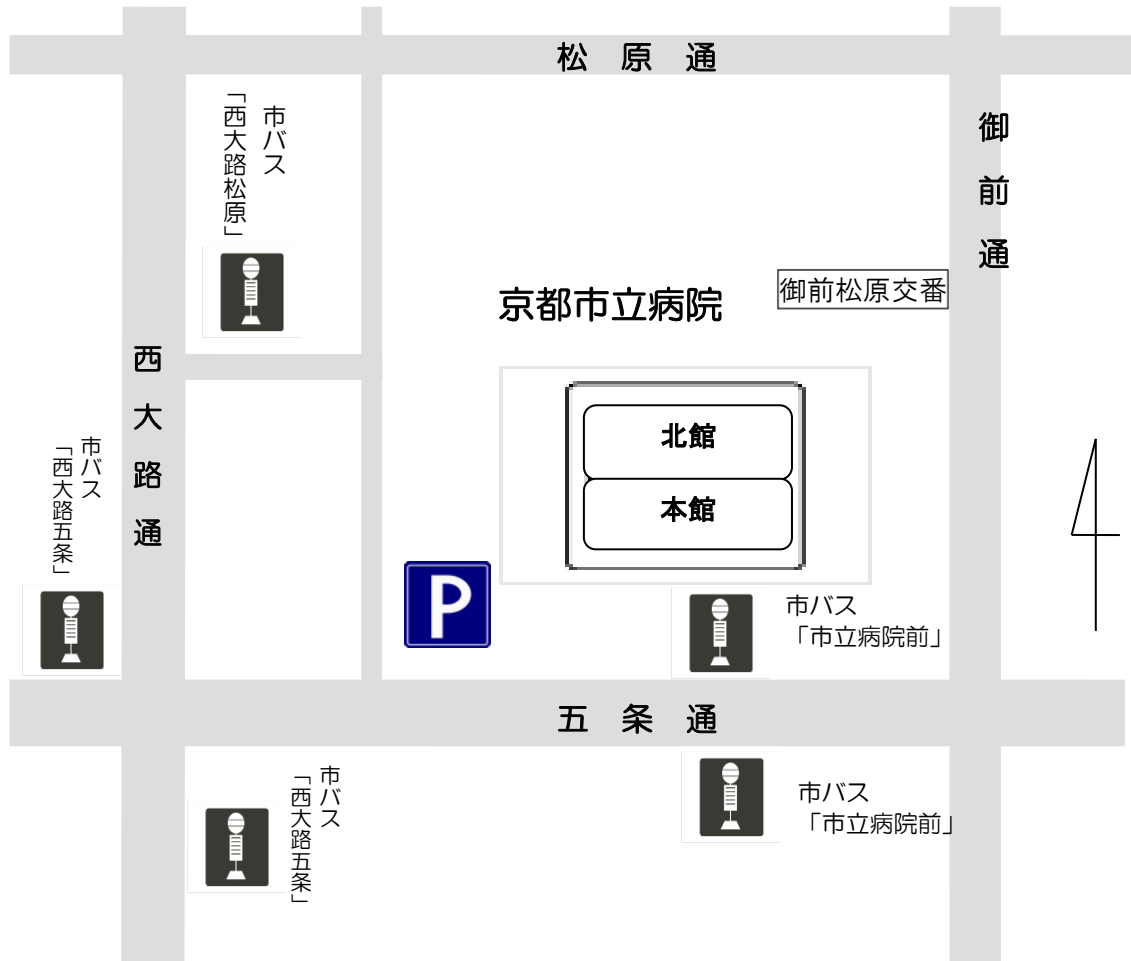 松 原 通
市バス
「西大路松原」
御前通
御前松原交番
京都市立病院
西大路通
北館
本館
市バス
「西大路五条」
P
市バス
「市立病院前」
五 条 通
市バス
「西大路五条」
市バス
「市立病院前」